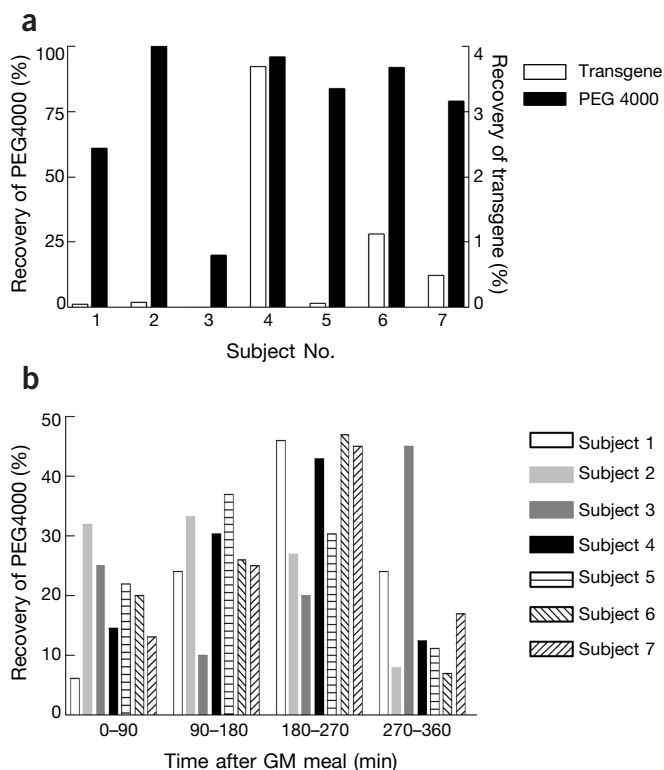 a
Recovery of PEG4000 (%)
100
75
50
25
0
4
3
2
1
0
Recovery of transgene (%)
Transgene
PEG 4000
1 2 3 4 5 6 7
Subject No.
b
Recovery of PEG4000 (%)
50
40
30
20
10
0
Subject 1
Subject 2
Subject 3
Subject 4
Subject 5
Subject 6
Subject 7
0–90 90–180 180–270 270–360
Time after GM meal (min)